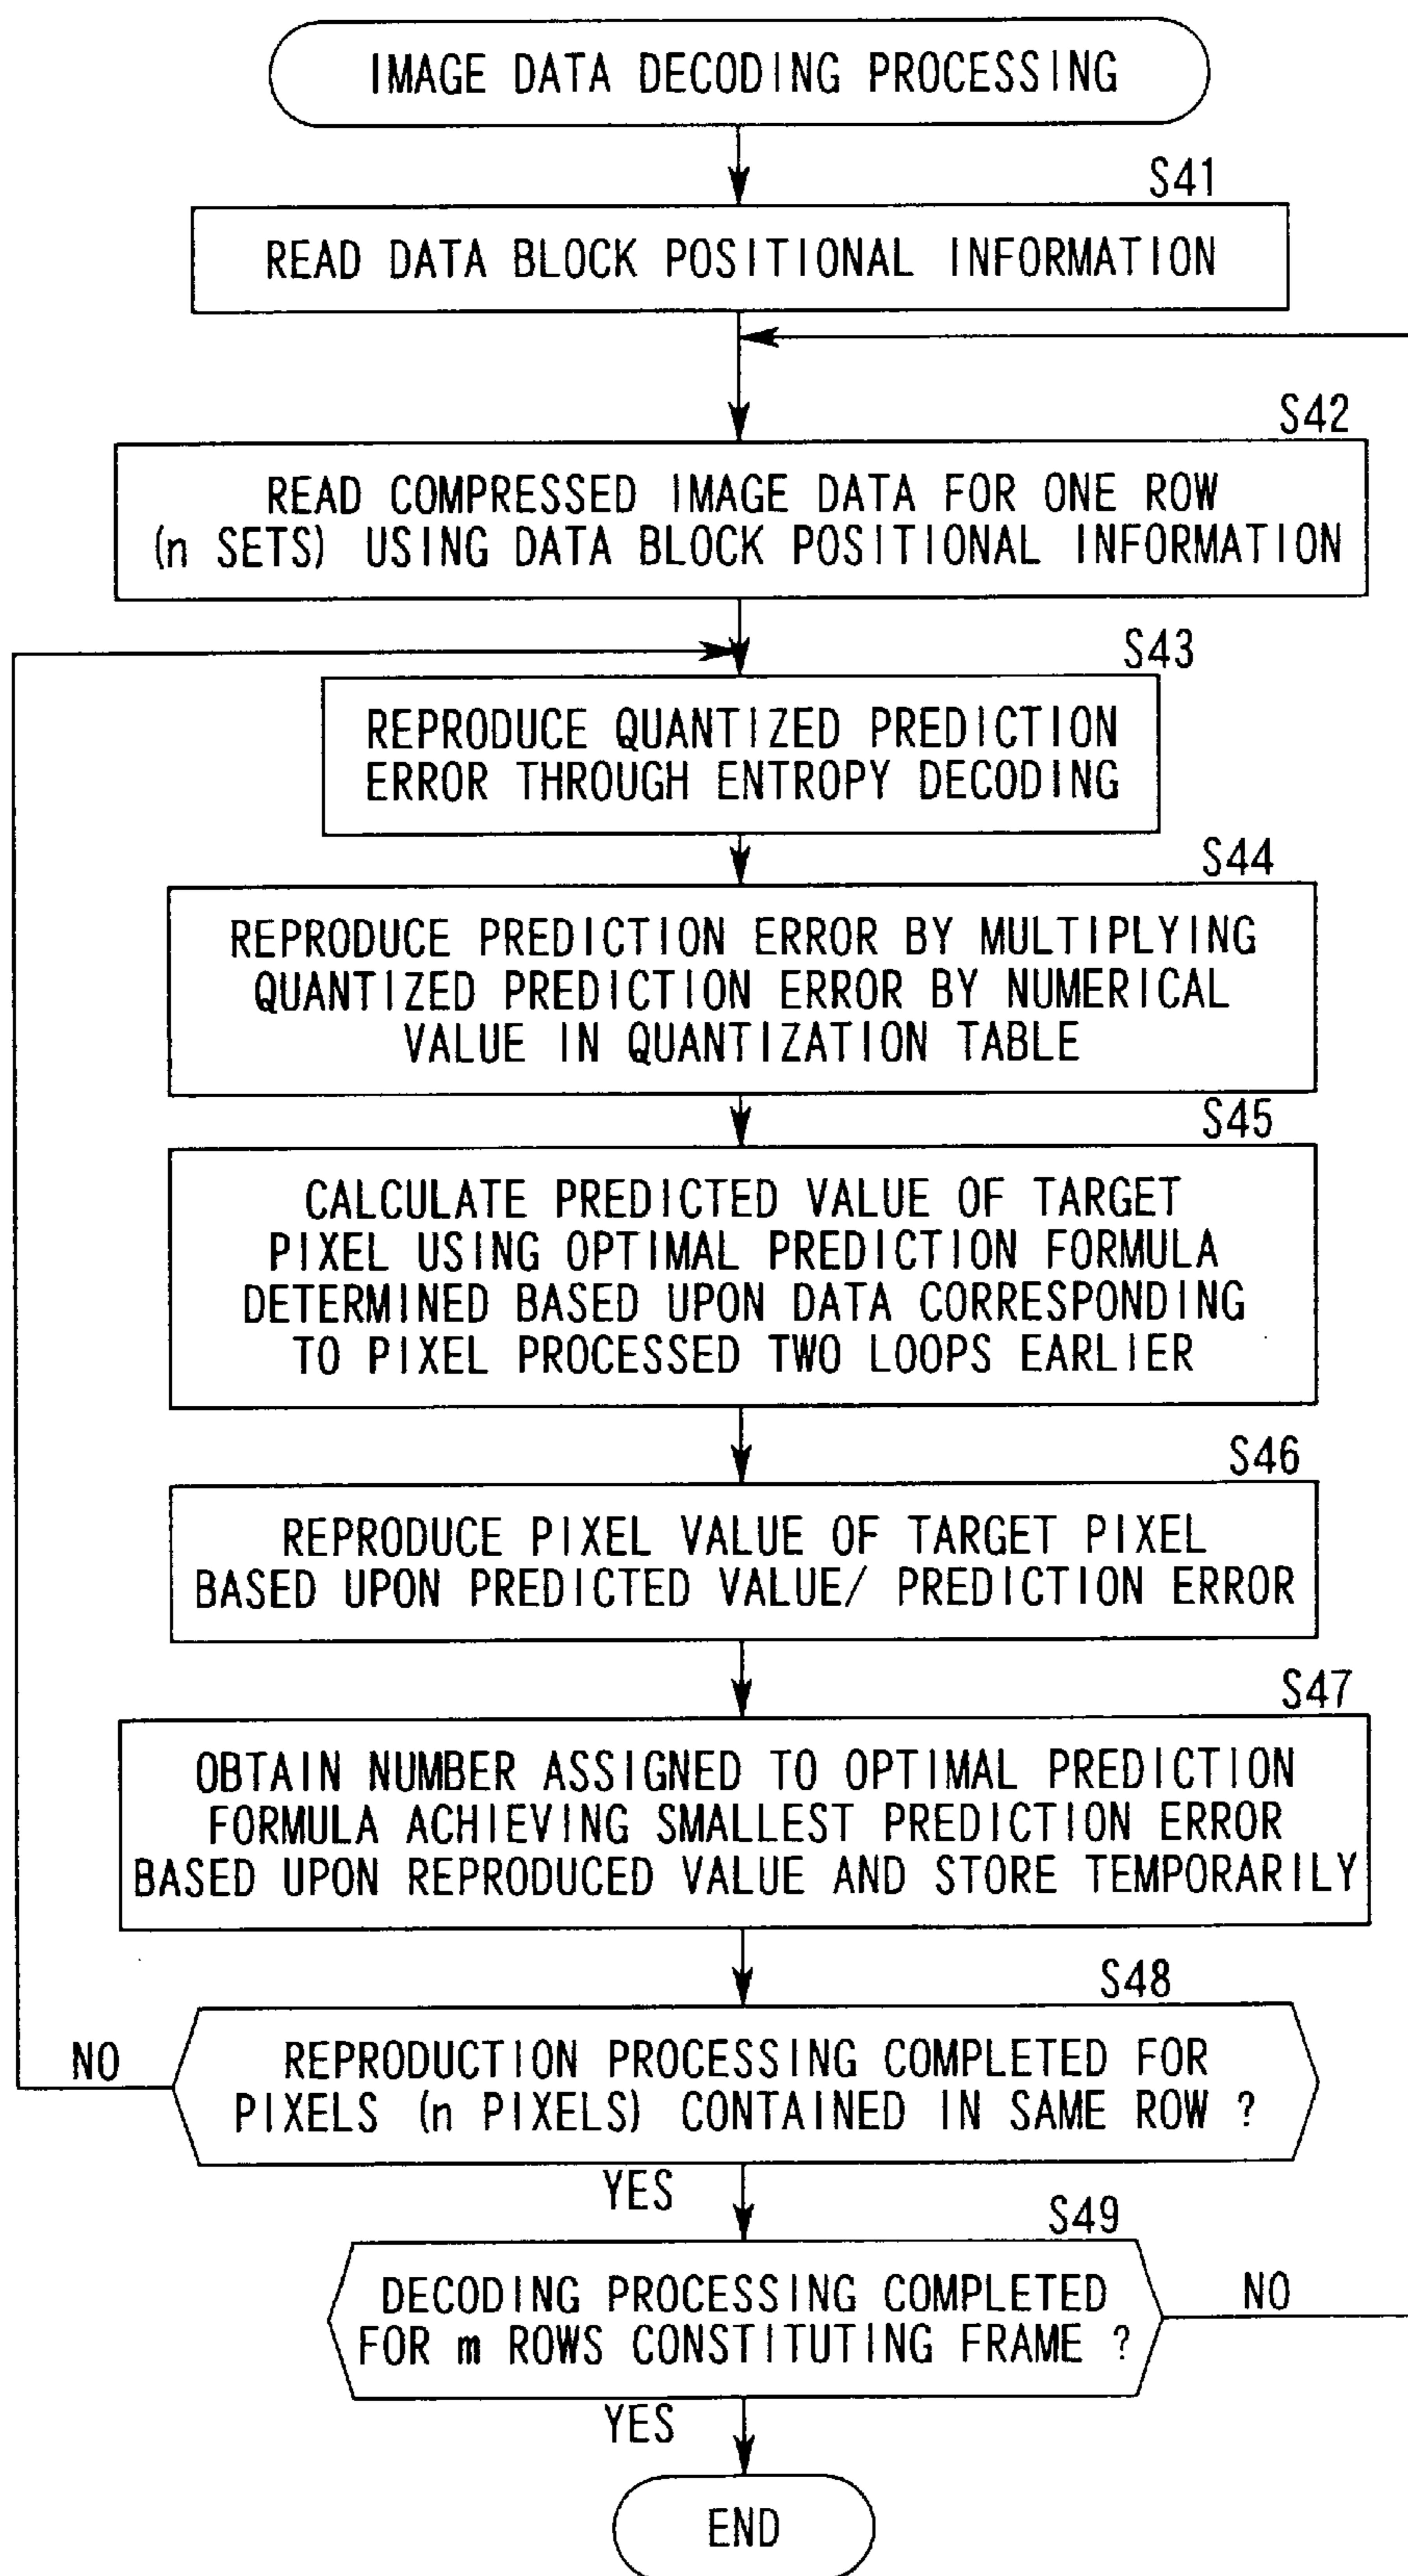 IMAGE DATA DECODING PROCESSING
S41
READ DATA BLOCK POSITIONAL INFORMATION
S42
READ COMPRESSED IMAGE DATA FOR ONE ROW
(n SETS) USING DATA BLOCK POSITIONAL INFORMATION
S43
REPRODUCE QUANTIZED PREDICTION
ERROR THROUGH ENTROPY DECODING
S44
REPRODUCE PREDICTION ERROR BY MULTIPLYING
QUANTIZED PREDICTION ERROR BY NUMERICAL
VALUE IN QUANTIZATION TABLE
S45
CALCULATE PREDICTED VALUE OF TARGET
PIXEL USING OPTIMAL PREDICTION FORMULA
DETERMINED BASED UPON DATA CORRESPONDING
TO PIXEL PROCESSED TWO LOOPS EARLIER
S46
REPRODUCE PIXEL VALUE OF TARGET PIXEL
BASED UPON PREDICTED VALUE/ PREDICTION ERROR
S47
OBTAIN NUMBER ASSIGNED TO OPTIMAL PREDICTION
FORMULA ACHIEVING SMALLEST PREDICTION ERROR
BASED UPON REPRODUCED VALUE AND STORE TEMPORARILY
S48
NO
REPRODUCTION PROCESSING COMPLETED FOR
PIXELS (n PIXELS) CONTAINED IN SAME ROW ?
YES
S49
DECODING PROCESSING COMPLETED
FOR m ROWS CONSTITUTING FRAME ?
NO
YES
END